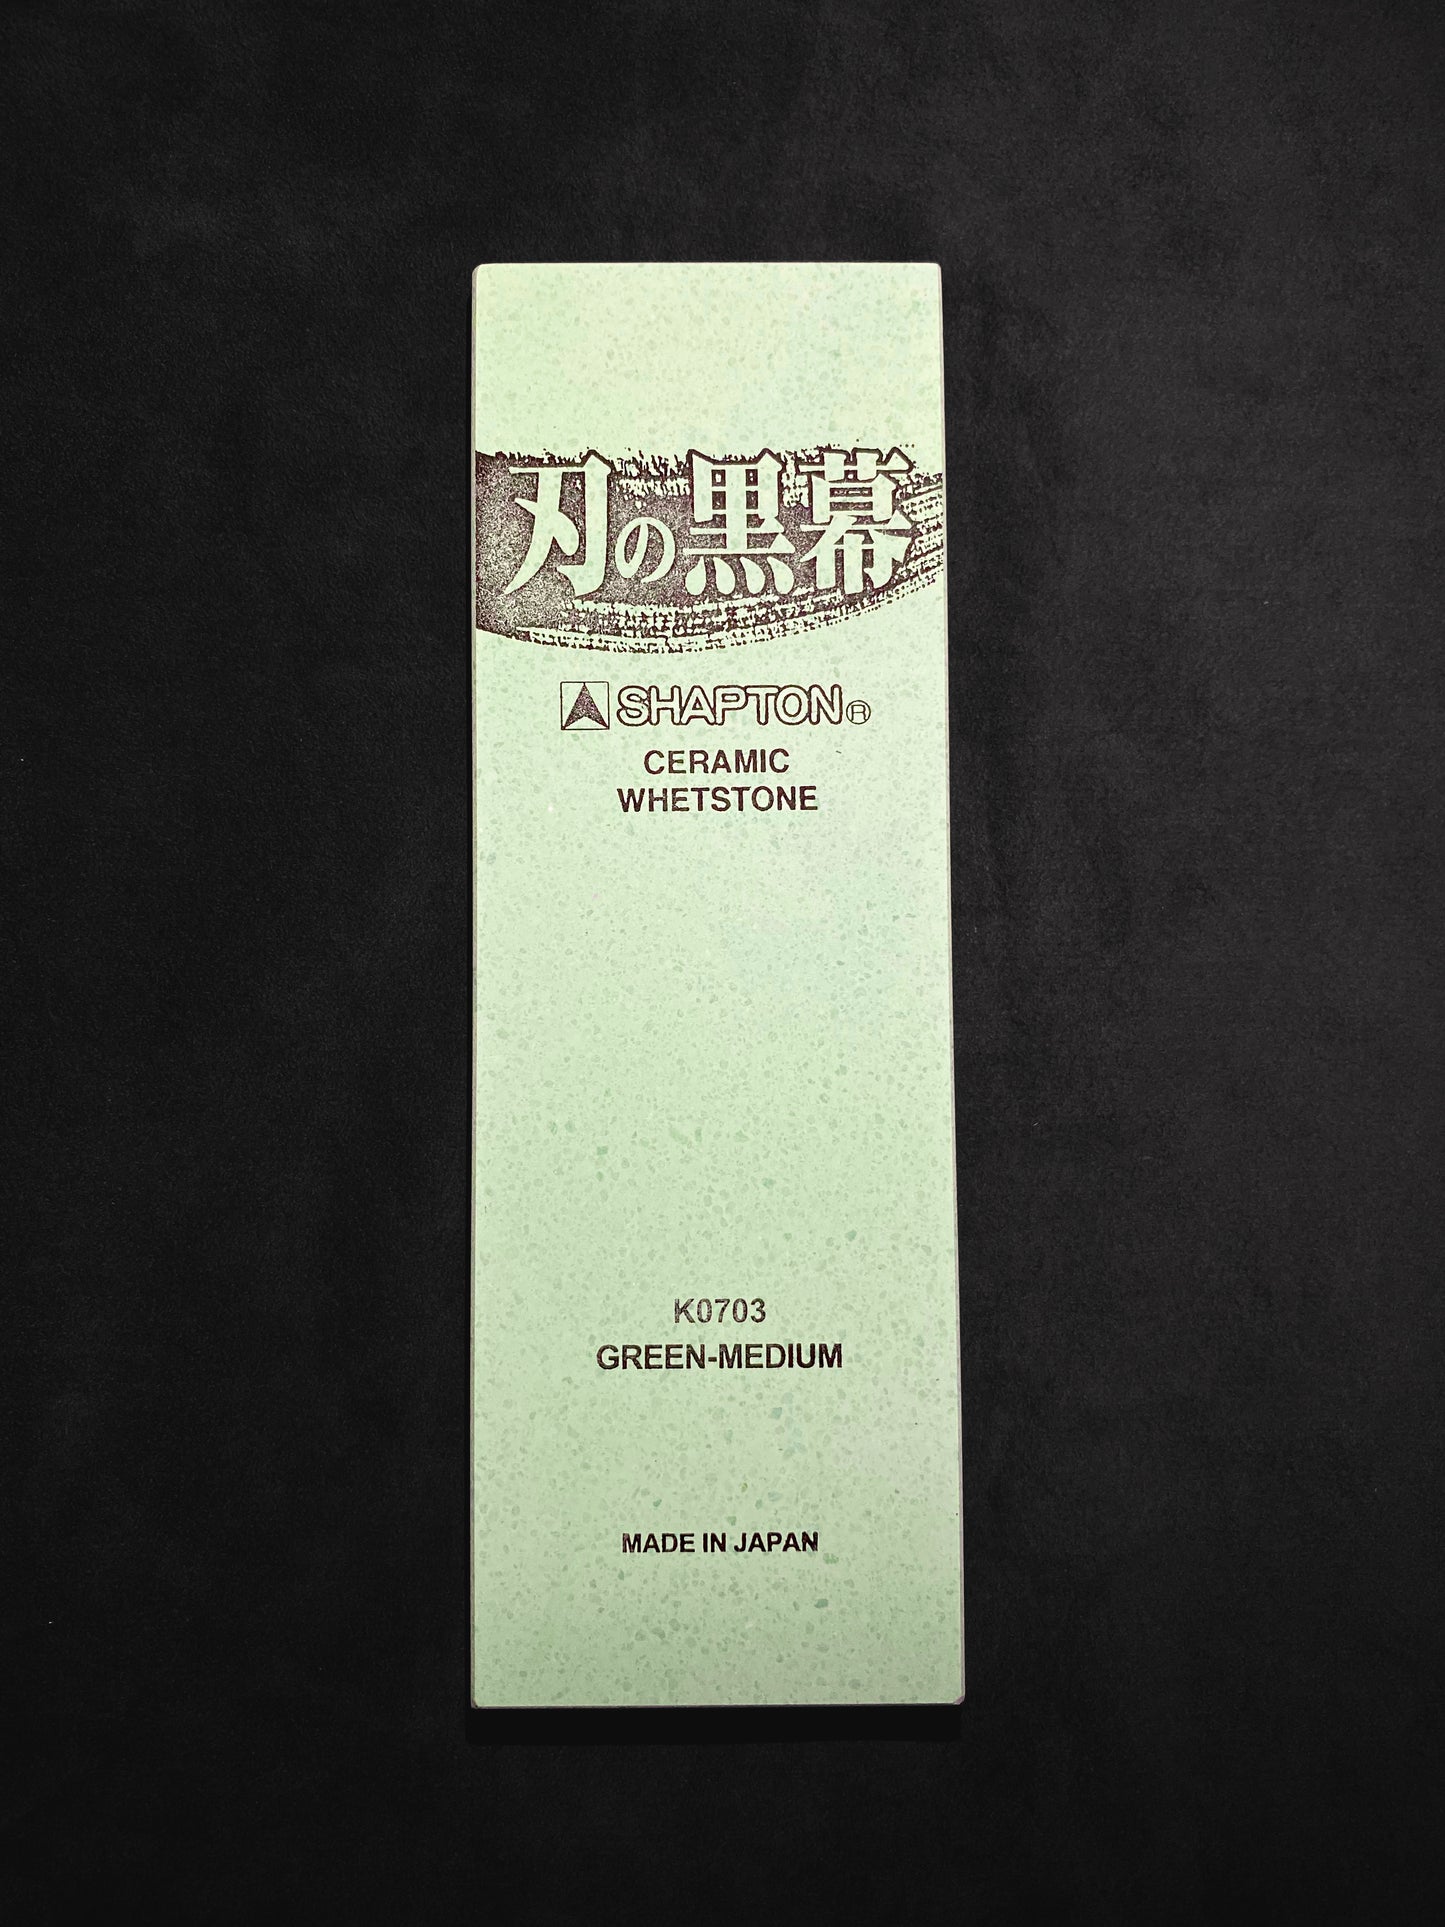 刃の黒幕
SHAPTON®
CERAMIC
WHETSTONE
K0703
GREEN-MEDIUM
MADE IN JAPAN